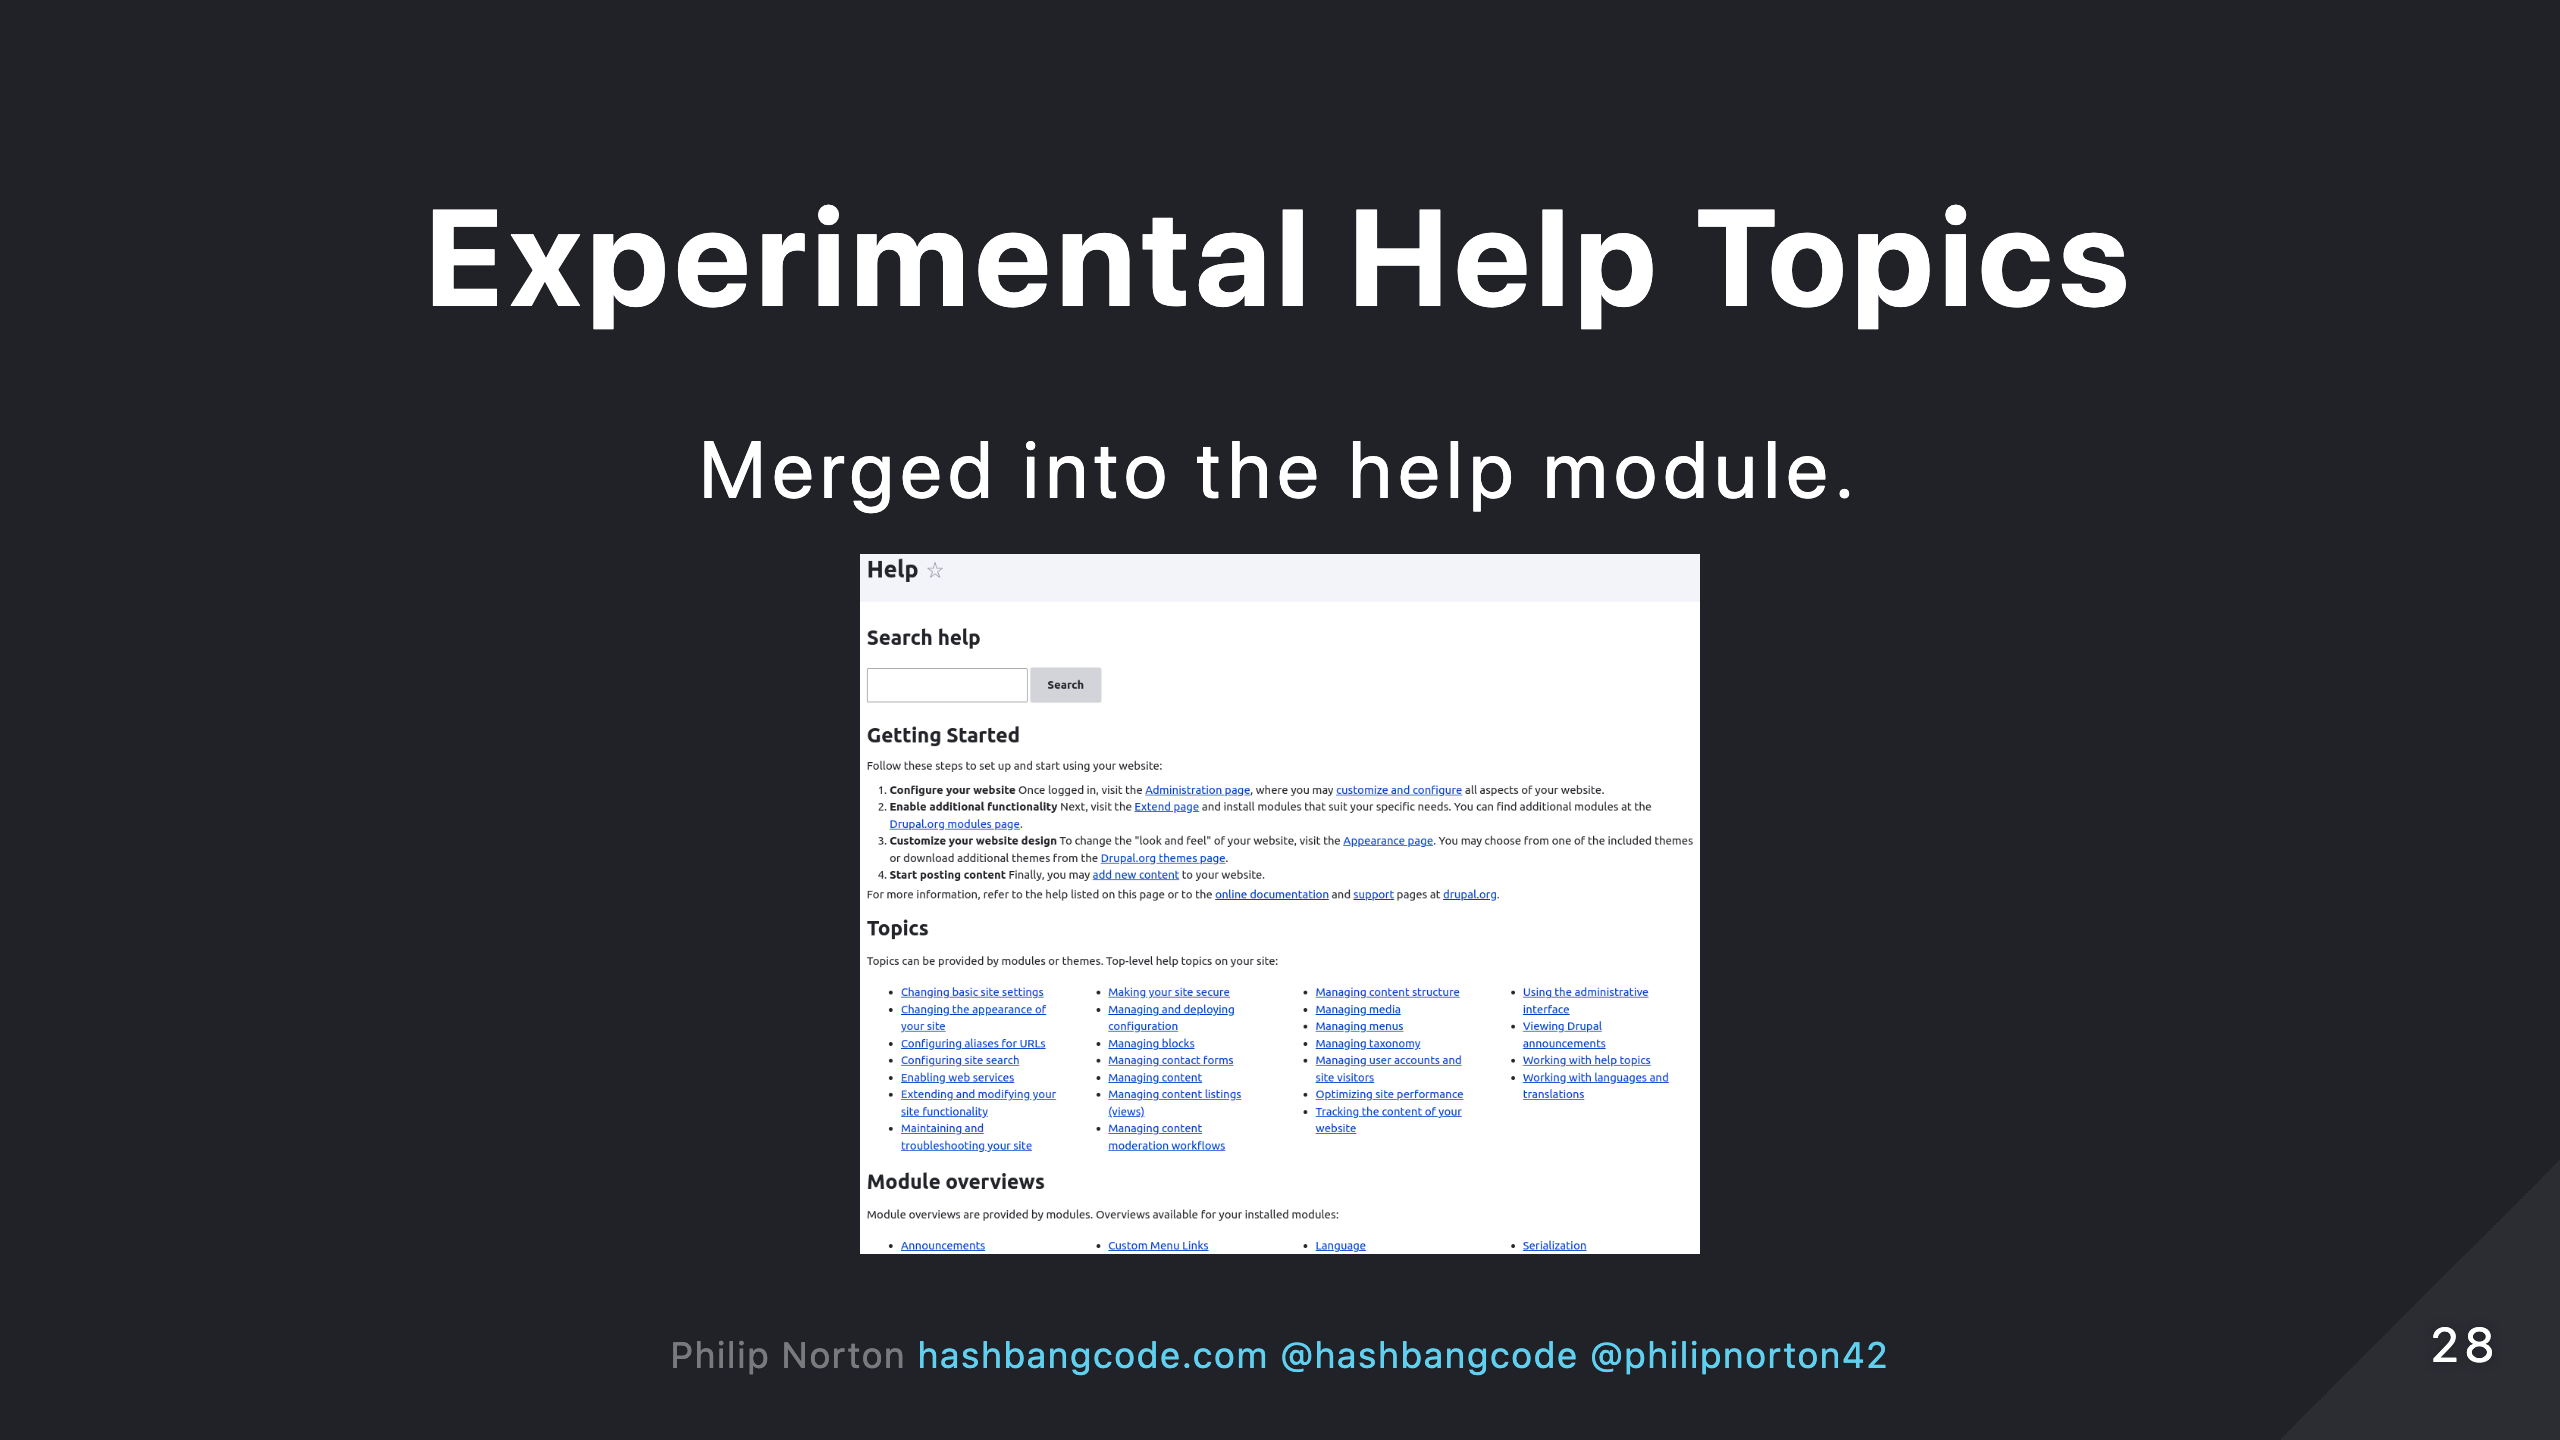 Experimental Help Topics
Merged into the help module.
Help ☆
Search help
Search
Getting Started
Follow these steps to set up and start using your website:
1. Configure your website Once logged in, visit the Administration page, where you may customize and configure all aspects of your website.
2. Enable additional functionality Next, visit the Extend page and install modules that suit your specific needs. You can find additional modules at the
Drupal.org modules page.
3. Customize your website design To change the "look and feel" of your website, visit the Appearance page. You may choose from one of the included themes
or download additional themes from the Drupal.org themes page.
4. Start posting content Finally, you may add new content to your website.
For more information, refer to the help listed on this page or to the online documentation and support pages at drupal.org.
Topics
Topics can be provided by modules or themes. Top-level help topics on your site:
• Changing basic site settings
• Changing the appearance of
your site
• Configuring aliases for URLs
• Configuring site search
• Enabling web services
• Extending and modifying your
site functionality
• Maintaining and
troubleshooting your site
• Making your site secure
• Managing and deploying
configuration
• Managing blocks
• Managing contact forms
• Managing content
• Managing content listings
(views)
• Managing content
moderation workflows
• Managing content structure
• Managing media
• Managing menus
• Managing taxonomy
• Managing user accounts and
site visitors
• Optimizing site performance
• Tracking the content of your
website
• Using the administrative
interface
• Viewing Drupal
announcements
• Working with help topics
• Working with languages and
translations
Module overviews
Module overviews are provided by modules. Overviews available for your installed modules:
• Announcements
• Custom Menu Links
• Language
• Serialization
Philip Norton hashbangcode.com @hashbangcode @philipnorton42
28